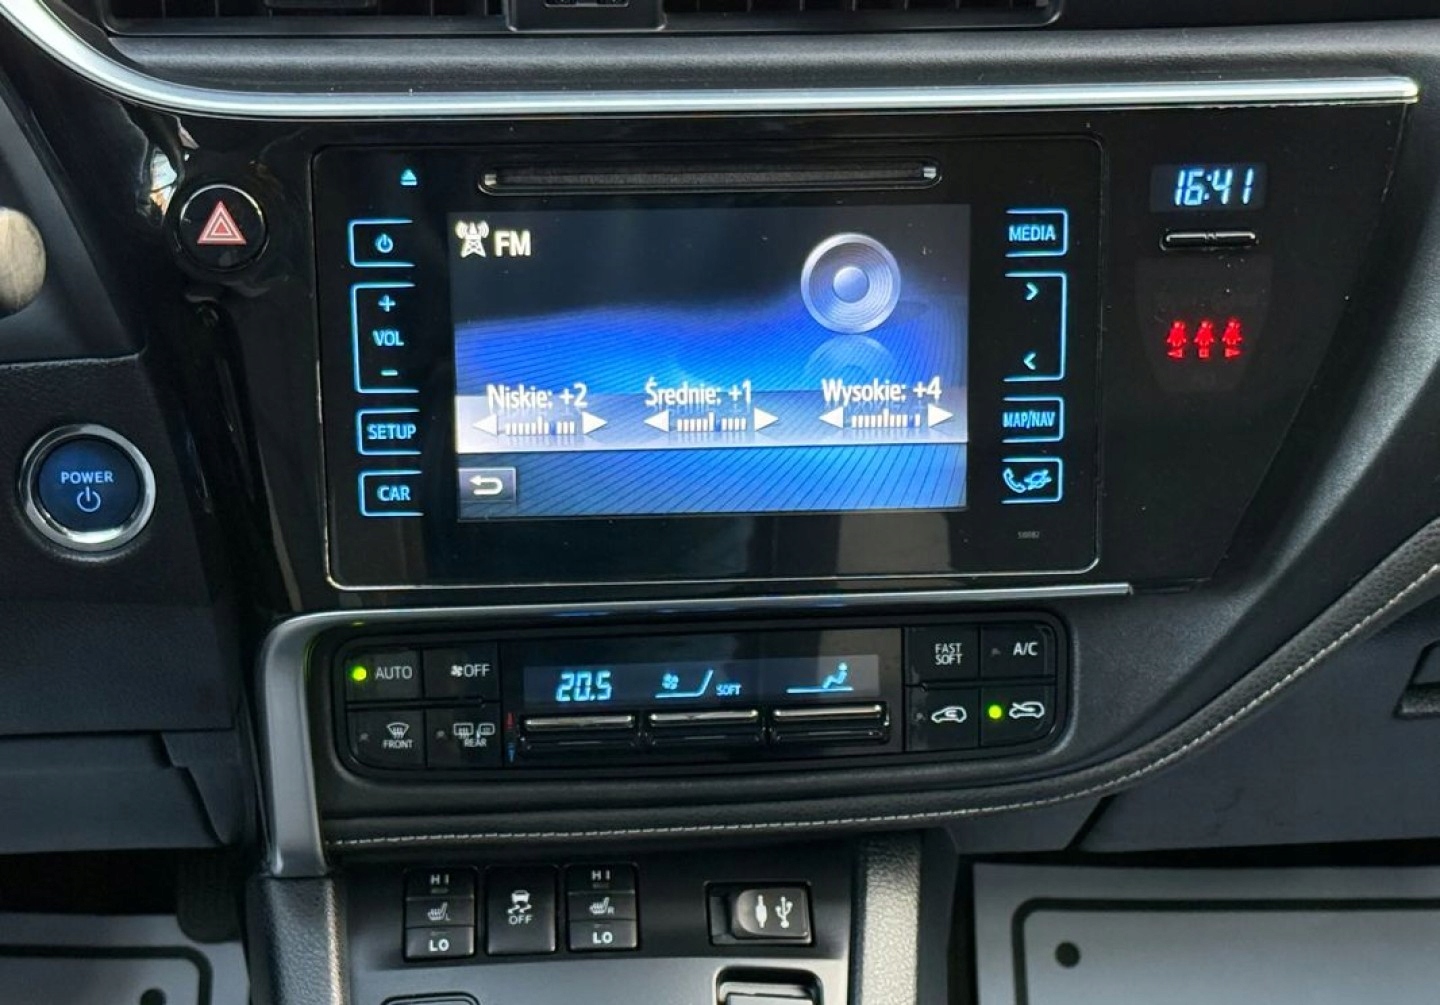 16:41
FM
MEDIA
VOL
Niskie: +2
Średnie: +1
Wysokie: +4
SETUP
MAP/NAV
CAR
POWER
AUTO
OFF
20.5
SOFT
FAST
SOFT
A/C
FRONT
REAR
HI
HI
L
R
OFF
LO
LO